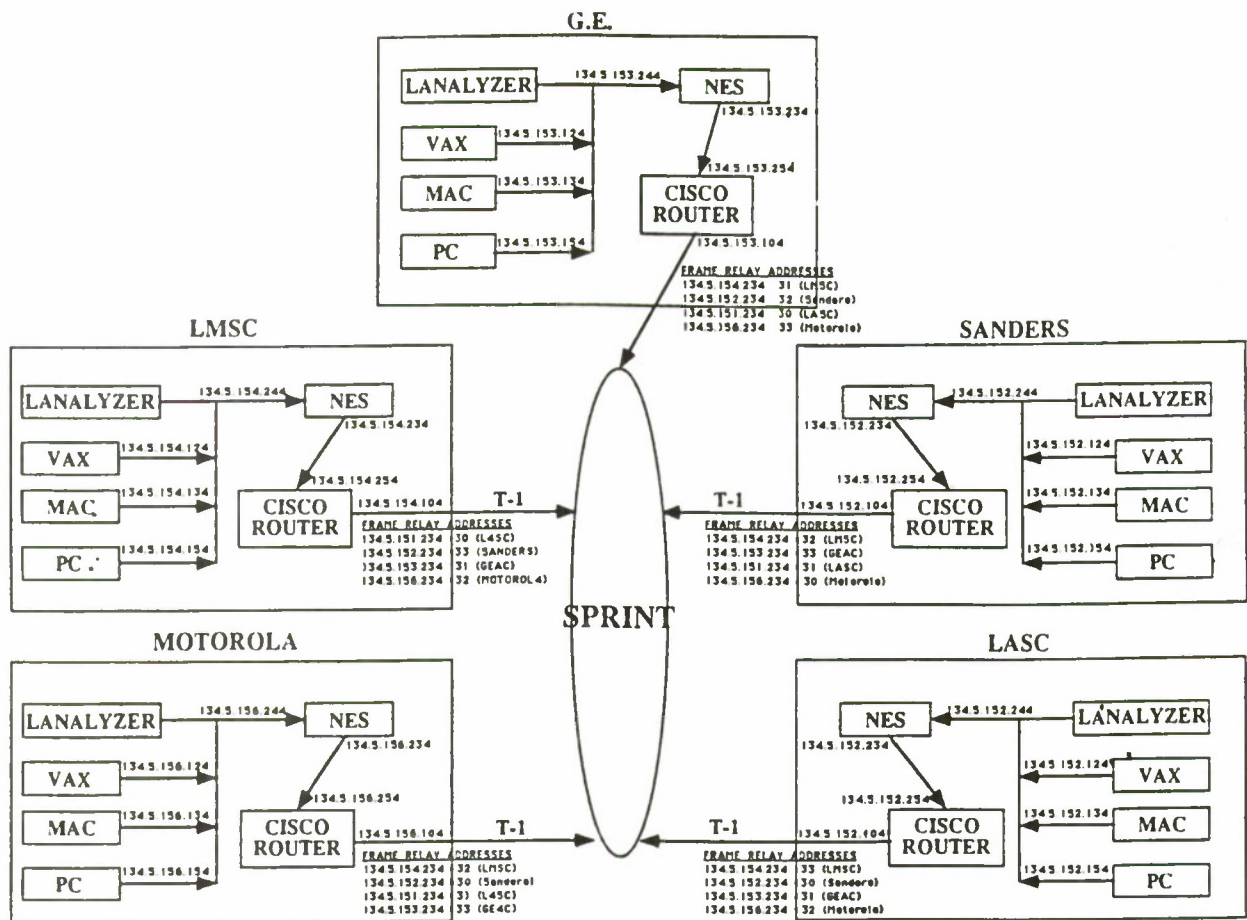 G.E.
LANALYZER
134.5.153.244
NES
134.5.153.234
VAX
134.5.153.124
134.5.153.254
MAC
134.5.153.134
CISCO
ROUTER
PC
134.5.153.154
134.5.153.104
FRAME RELAY ADDRESSES
134.5.154.234 31 (LMSC)
134.5.152.234 32 (Sanders)
134.5.151.234 30 (LASC)
134.5.156.234 33 (Motorola)
LMSC
LANALYZER
134.5.154.244
NES
134.5.154.234
VAX
134.5.154.124
134.5.154.254
MAC
134.5.154.134
CISCO
ROUTER
134.5.154.104
T-1
PC
134.5.154.154
FRAME RELAY ADDRESSES
134.5.151.234 30 (LASC)
134.5.152.234 33 (SANDERS)
134.5.153.234 31 (GEAC)
134.5.156.234 32 (MOTOROLA)
SANDERS
NES
134.5.152.244
LANALYZER
134.5.152.234
134.5.152.124
VAX
134.5.152.254
134.5.152.134
MAC
T-1
134.5.152.104
CISCO
ROUTER
134.5.152.154
PC
FRAME RELAY ADDRESSES
134.5.154.234 32 (LMSC)
134.5.153.234 33 (GEAC)
134.5.151.234 31 (LASC)
134.5.156.234 30 (Motorola)
SPRINT
MOTOROLA
LANALYZER
134.5.156.244
NES
134.5.156.234
VAX
134.5.156.124
134.5.156.254
MAC
134.5.156.134
CISCO
ROUTER
134.5.156.104
T-1
PC
134.5.156.154
FRAME RELAY ADDRESSES
134.5.154.234 32 (LMSC)
134.5.152.234 30 (Sanders)
134.5.151.234 31 (LASC)
134.5.153.234 33 (GEAC)
LASC
NES
134.5.152.244
LANALYZER
134.5.152.234
134.5.152.124
VAX
134.5.152.254
134.5.152.134
MAC
T-1
134.5.152.104
CISCO
ROUTER
134.5.152.154
PC
FRAME RELAY ADDRESSES
134.5.154.234 33 (LMSC)
134.5.152.234 30 (Sanders)
134.5.153.234 31 (GEAC)
134.5.156.234 32 (Motorola)